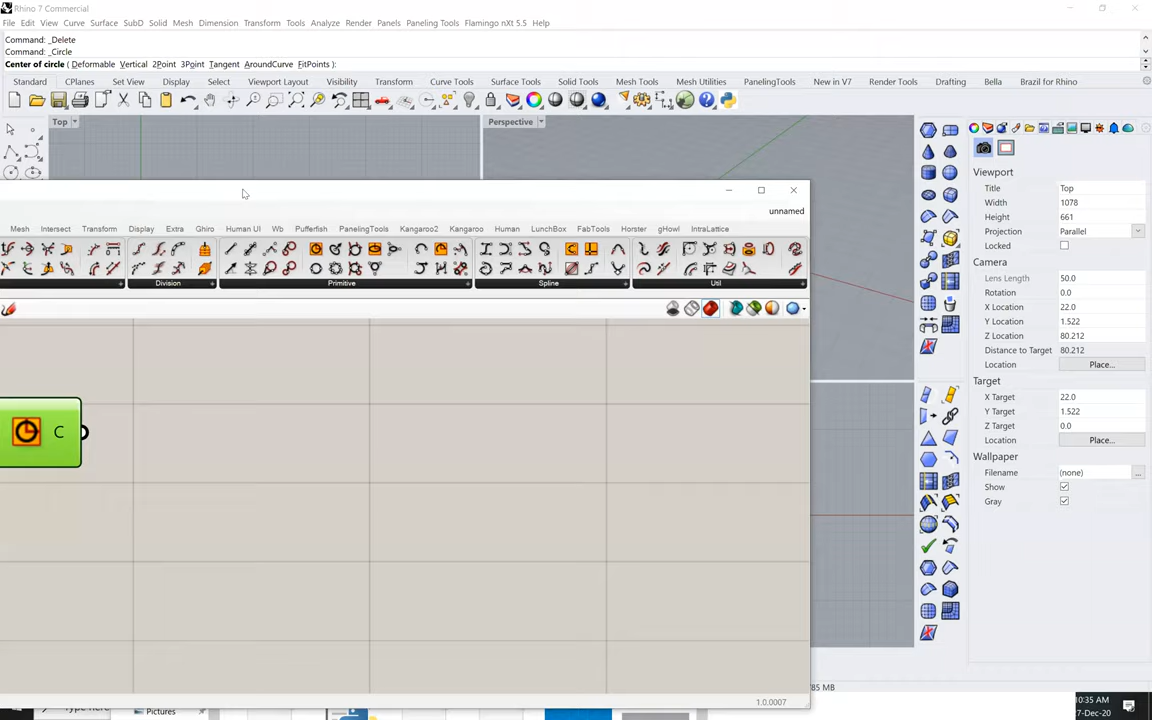 Rhino 7 Commercial
File Edit View Curve Surface SubD Solid Mesh Dimension Transform Tools Analyze Render Panels Paneling Tools Flamingo nXt 5.5 Help
Command: _Delete
Command: _Circle
Center of circle ( Deformable Vertical 2Point 3Point Tangent AroundCurve FitPoints ):
Standard CPlanes Set View Display Select Viewport Layout Visibility Transform Curve Tools Surface Tools Solid Tools Mesh Tools Mesh Utilities PanelingTools New in V7 Render Tools Drafting Bella Brazil for Rhino
Top
Perspective
unnamed
Mesh Intersect Transform Display Extra Ghiro Human UI Wb Pufferfish PanelingTools Kangaroo2 Kangaroo Human LunchBox FabTools Horster gHowl IntraLattice
Division Primitive Spline Util
C
1.0.0007
Viewport
Title Top
Width 1078
Height 661
Projection Parallel
Locked
Camera
Lens Length 50.0
Rotation 0.0
X Location 22.0
Y Location 1.522
Z Location 80.212
Distance to Target 80.212
Location Place...
Target
X Target 22.0
Y Target 1.522
Z Target 0.0
Location Place...
Wallpaper
Filename (none) ...
Show
Gray
785 MB
10:35 AM
Pictures
7-Dec-20